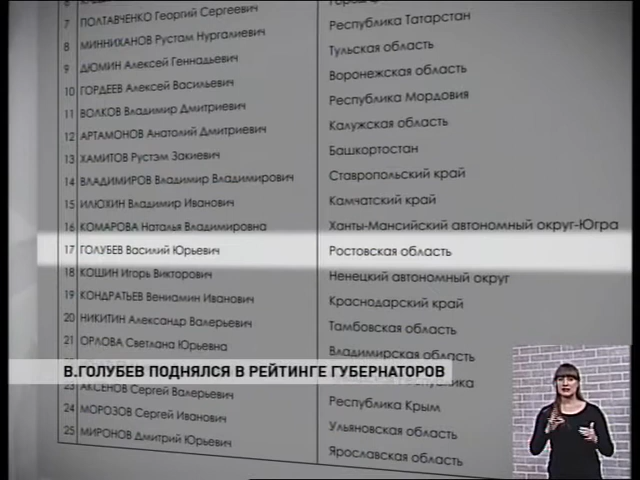 7 ПОЛТАВЧЕНКО Георгий Сергеевич
8 МИННИХАНОВ Рустам Нургалиевич Республика Татарстан
9 ДЮМИН Алексей Геннадьевич Тульская область
10 ГОРДЕЕВ Алексей Васильевич Воронежская область
11 ВОЛКОВ Владимир Дмитриевич Республика Мордовия
12 АРТАМОНОВ Анатолий Дмитриевич Калужская область
13 ХАМИТОВ Рустэм Закиевич Башкортостан
14 ВЛАДИМИРОВ Владимир Владимирович Ставропольский край
15 ИЛЮХИН Владимир Иванович Камчатский край
16 КОМАРОВА Наталья Владимировна Ханты-Мансийский автономный округ-Югра
17 ГОЛУБЕВ Василий Юрьевич Ростовская область
18 КОШИН Игорь Викторович Ненецкий автономный округ
19 КОНДРАТЬЕВ Вениамин Иванович Краснодарский край
20 НИКИТИН Александр Валерьевич Тамбовская область
21 ОРЛОВА Светлана Юрьевна Владимирская область
В.ГОЛУБЕВ ПОДНЯЛСЯ В РЕЙТИНГЕ ГУБЕРНАТОРОВ
23 АКСЕНОВ Сергей Валерьевич Республика Крым
24 МОРОЗОВ Сергей Иванович Ульяновская область
25 МИРОНОВ Дмитрий Юрьевич Ярославская область